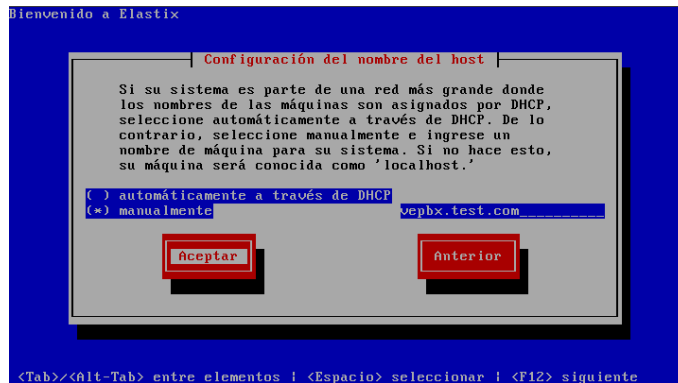 Bienvenido a Elastix
Configuración del nombre del host
Si su sistema es parte de una red más grande donde
los nombres de las máquinas son asignados por DHCP,
seleccione automáticamente a través de DHCP. De lo
contrario, seleccione manualmente e ingrese un
nombre de máquina para su sistema. Si no hace esto,
su máquina será conocida como 'localhost.'
( ) automáticamente a través de DHCP
(*) manualmente vepbx.test.com__________
Aceptar Anterior
<Tab>/<Alt-Tab> entre elementos | <Espacio> seleccionar | <F12> siguiente